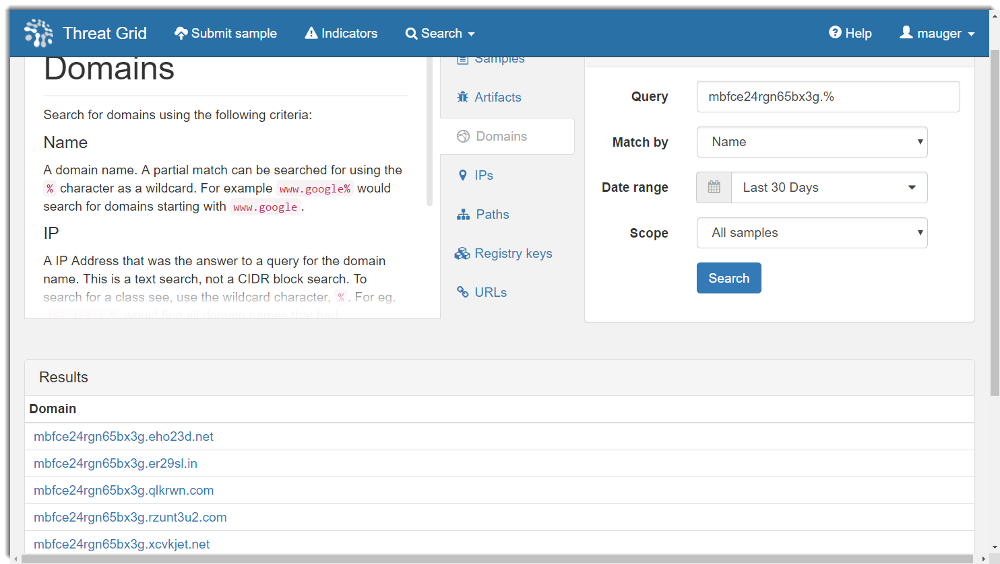 Threat Grid
Submit sample
Indicators
Search
Help
mauger
Domains
Search for domains using the following criteria:
Name
A domain name. A partial match can be searched for using the
% character as a wildcard. For example www.google% would
search for domains starting with www.google.
IP
A IP Address that was the answer to a query for the domain
name. This is a text search, not a CIDR block search. To
search for a class see, use the wildcard character, %. For eg.
192.168.1.% would find all domain names that had
Samples
Artifacts
Domains
IPs
Paths
Registry keys
URLs
Query
mbfce24rgn65bx3g.%
Match by
Name
Date range
Last 30 Days
Scope
All samples
Search
Results
Domain
mbfce24rgn65bx3g.eho23d.net
mbfce24rgn65bx3g.er29sl.in
mbfce24rgn65bx3g.qlkrwn.com
mbfce24rgn65bx3g.rzunt3u2.com
mbfce24rgn65bx3g.xcvkjet.net